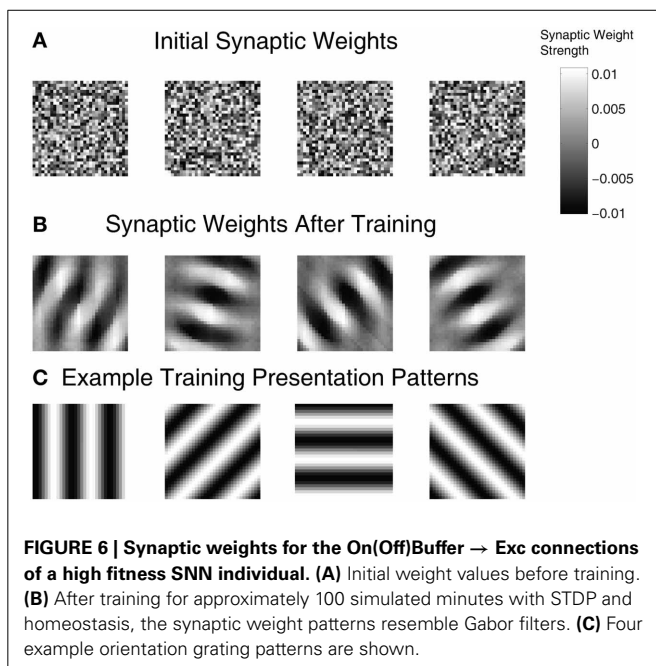 A Initial Synaptic Weights
Synaptic Weight
Strength
0.01
0.005
0
−0.005
−0.01
B Synaptic Weights After Training
C Example Training Presentation Patterns
FIGURE 6 | Synaptic weights for the On(Off)Buffer → Exc connections
of a high fitness SNN individual. (A) Initial weight values before training.
(B) After training for approximately 100 simulated minutes with STDP and
homeostasis, the synaptic weight patterns resemble Gabor filters. (C) Four
example orientation grating patterns are shown.